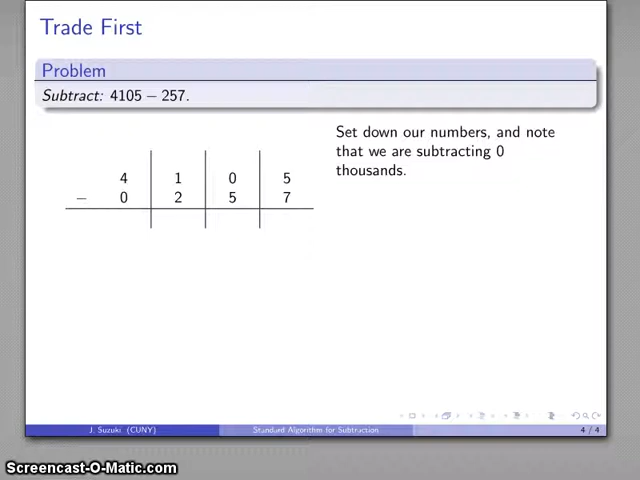 Trade First
Problem
Subtract: 4105 − 257.
Set down our numbers, and note
that we are subtracting 0
thousands.
4 1 0 5
− 0 2 5 7
J. Suzuki (CUNY) Standard Algorithm for Subtraction 4 / 4
Screencast-O-Matic.com